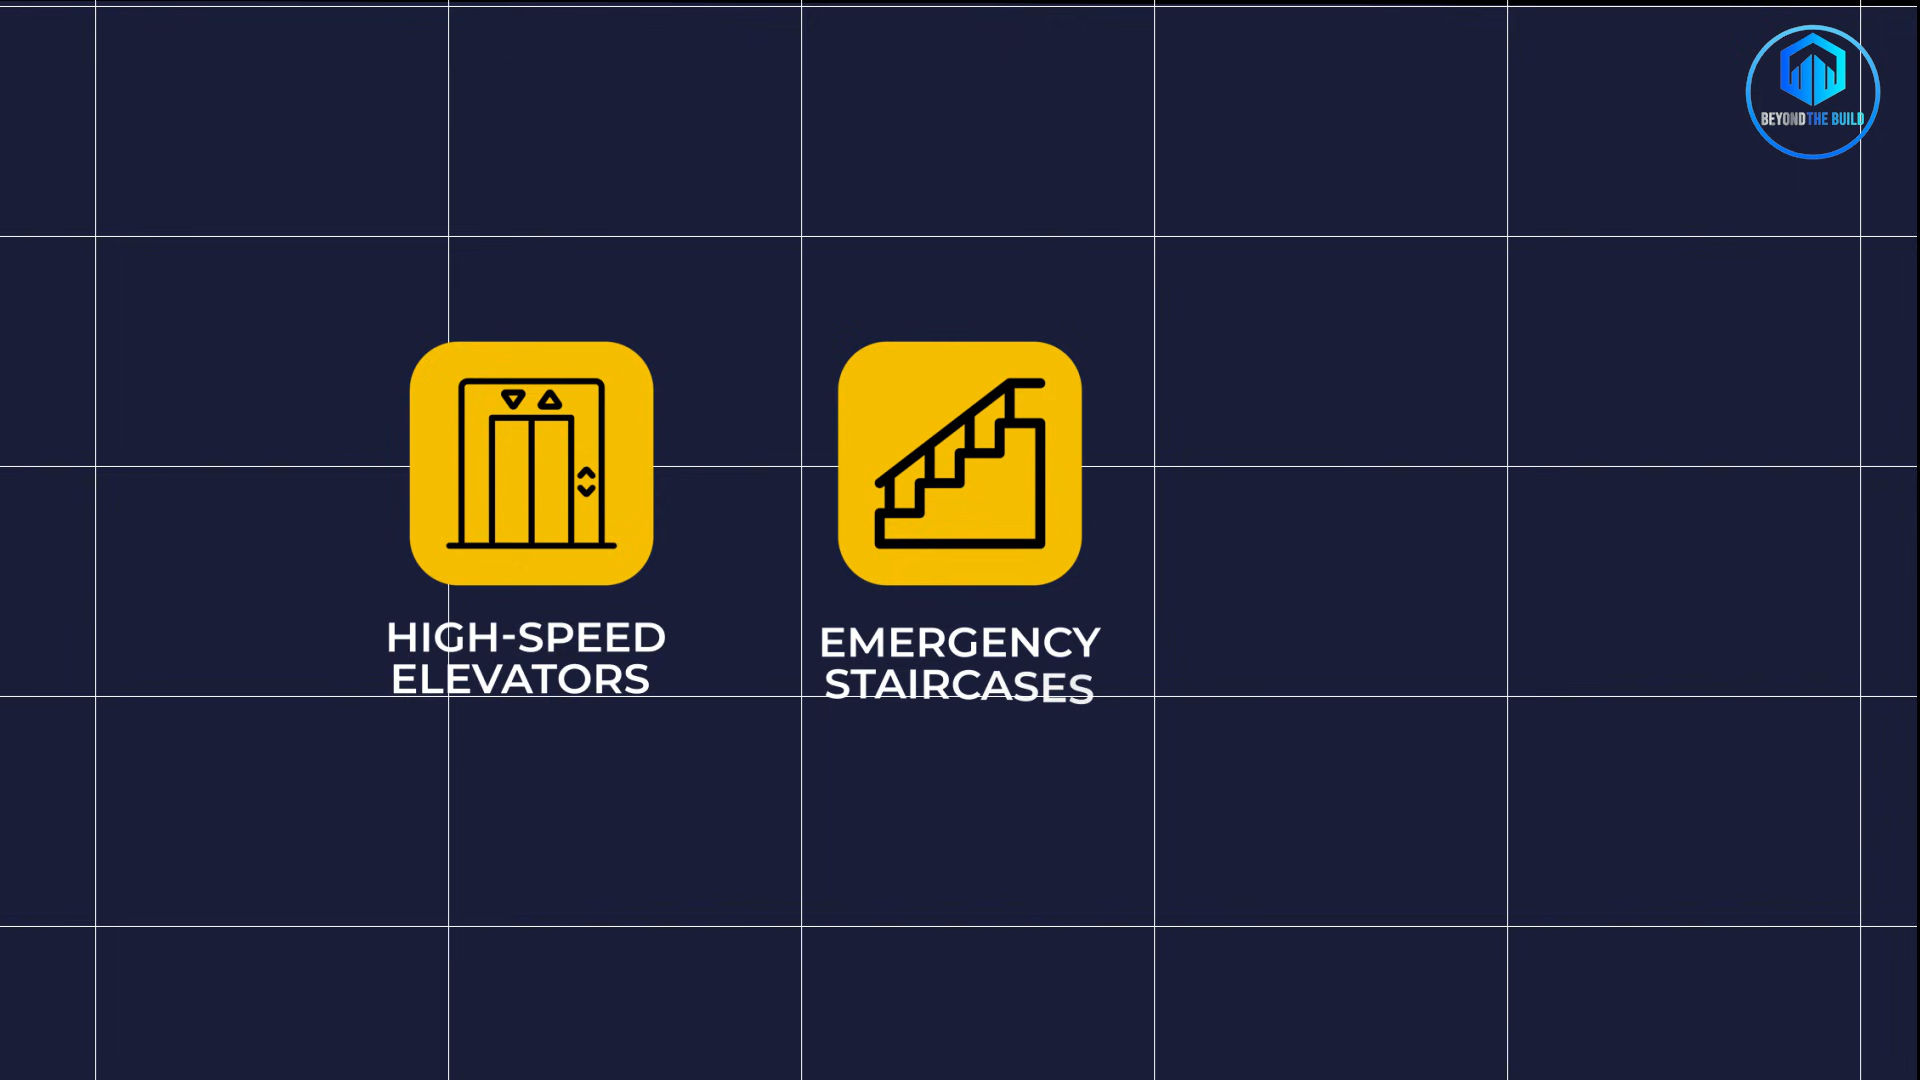 BEYOND THE BUILD
HIGH-SPEED
ELEVATORS
EMERGENCY
STAIRCASES